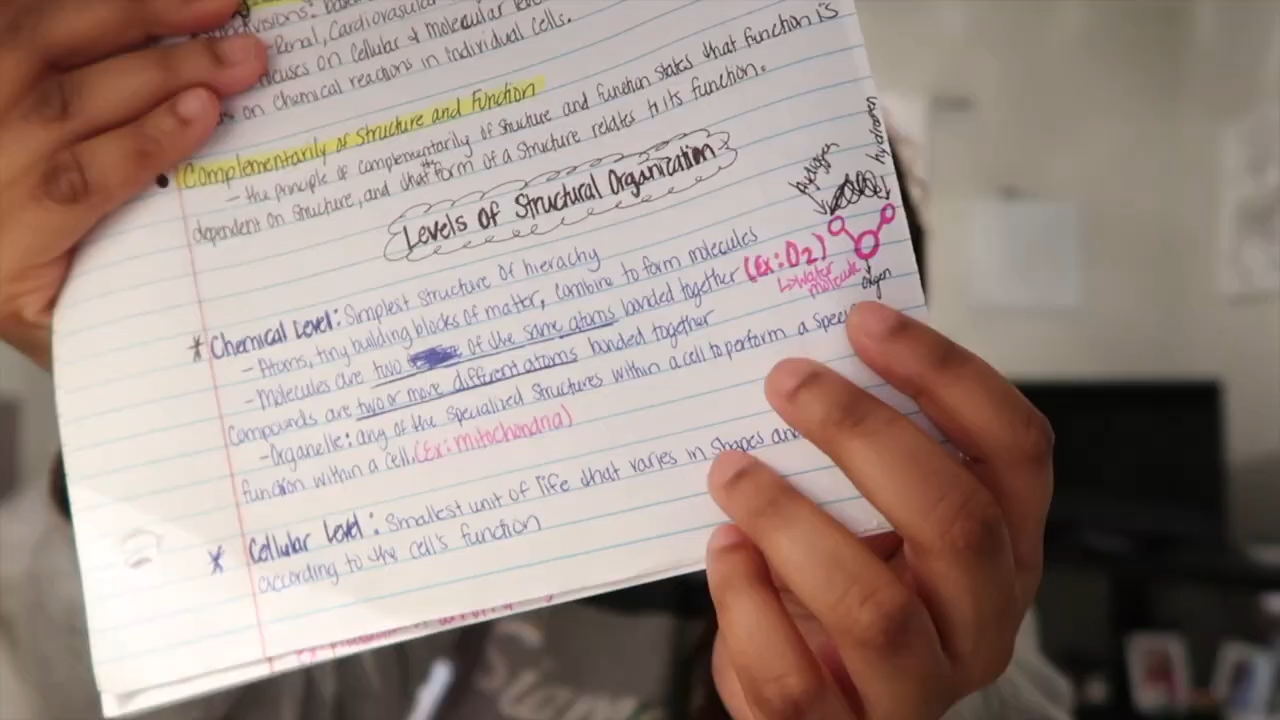 Renal, Cardiovascular
on cellular & molecular
on chemical reactions in individual cells.
• Complementarily of Structure and Function
- the principle of complementarily of structure and function states that function is
dependent on structure, and that the form of a structure relates to its function.
Levels of Structural Organization
hydrogen
hydrogen
* Chemical Level: Simplest structure of hierachy
- Atoms, tiny building blocks of matter, combine to form molecules
- Molecules are two of the same atoms bonded together (Ex: O2)
↳ water
molecule
oxygen
Compounds are two or more different atoms bonded together
- Organelle: any of the specialized structures within a cell to perform a
function within a cell. (Ex: mitochondria)
* Cellular Level: Smallest unit of life that varies in shapes and
according to the cell's function